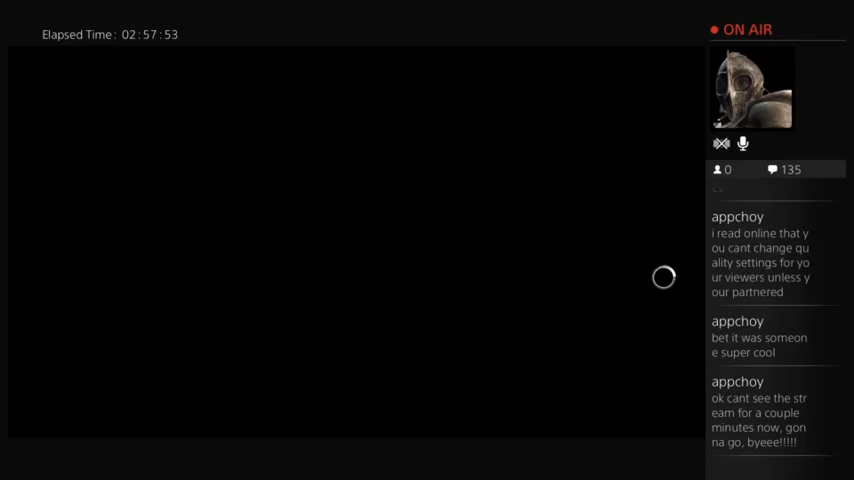 Elapsed Time: 02:57:53
ON AIR
0 135
appchoy
i read online that y
ou cant change qu
ality settings for yo
ur viewers unless y
our partnered
appchoy
bet it was someon
e super cool
appchoy
ok cant see the str
eam for a couple
minutes now, gon
na go, byeee!!!!!